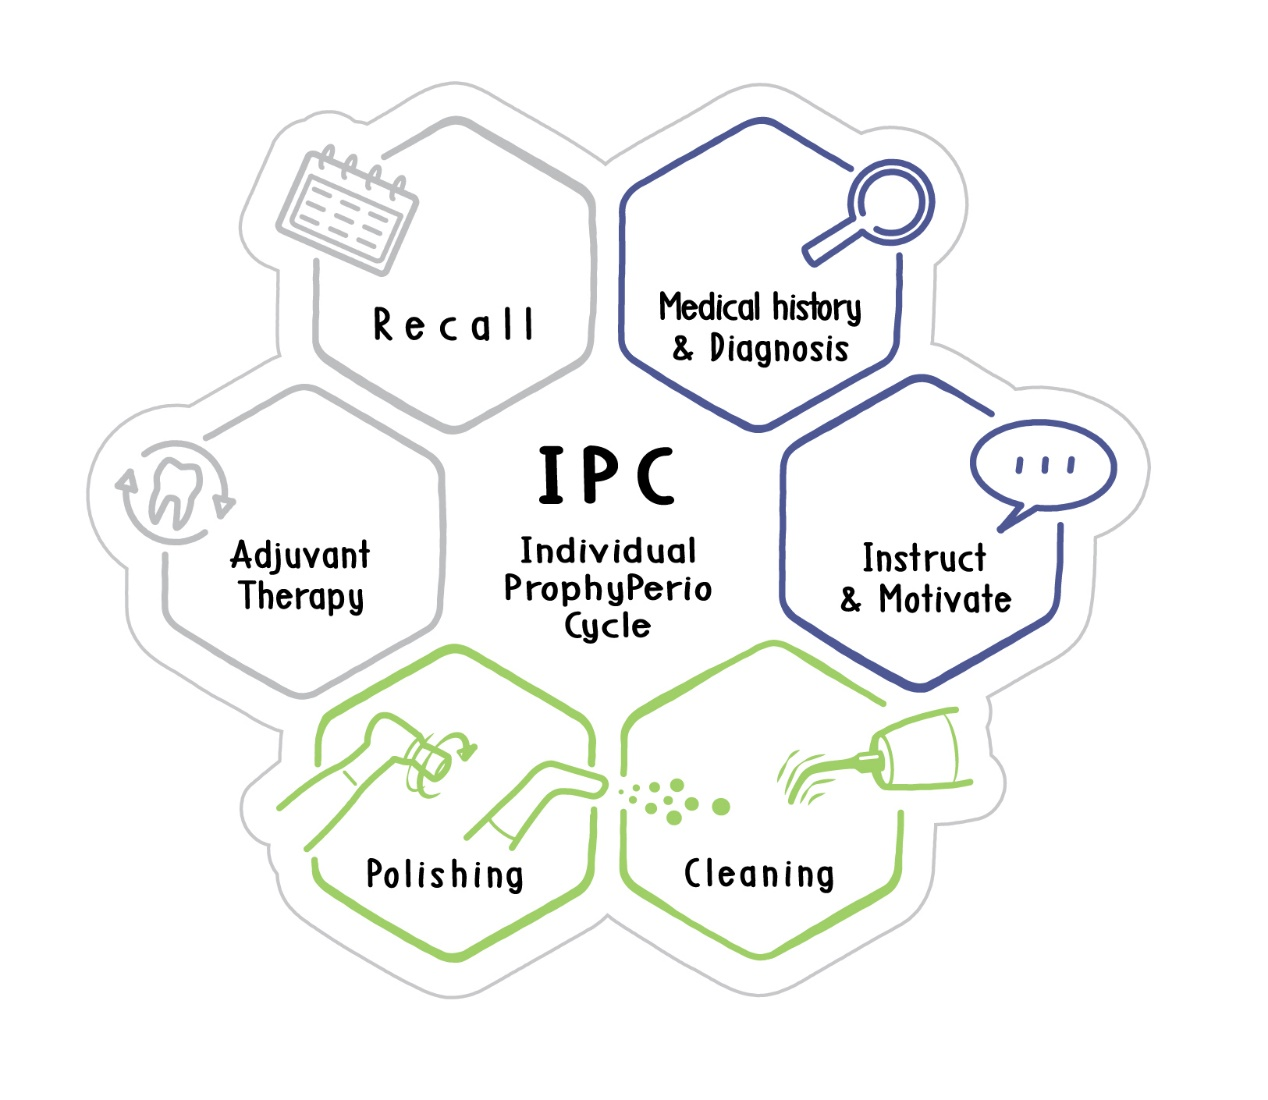 Recall
Medical history
& Diagnosis
IPC
Individual
ProphyPerio
Cycle
Adjuvant
Therapy
Instruct
& Motivate
Polishing
Cleaning